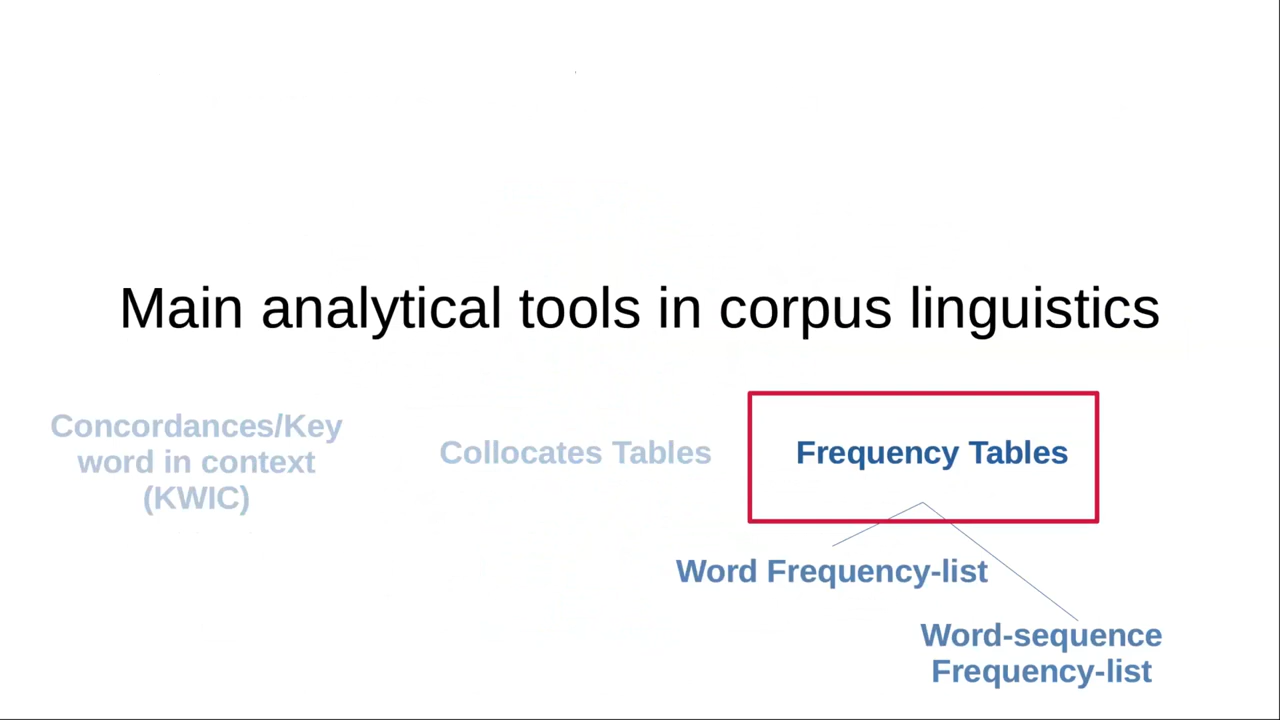 Main analytical tools in corpus linguistics
Concordances/Key
word in context
(KWIC)
Collocates Tables
Frequency Tables
Word Frequency-list
Word-sequence
Frequency-list